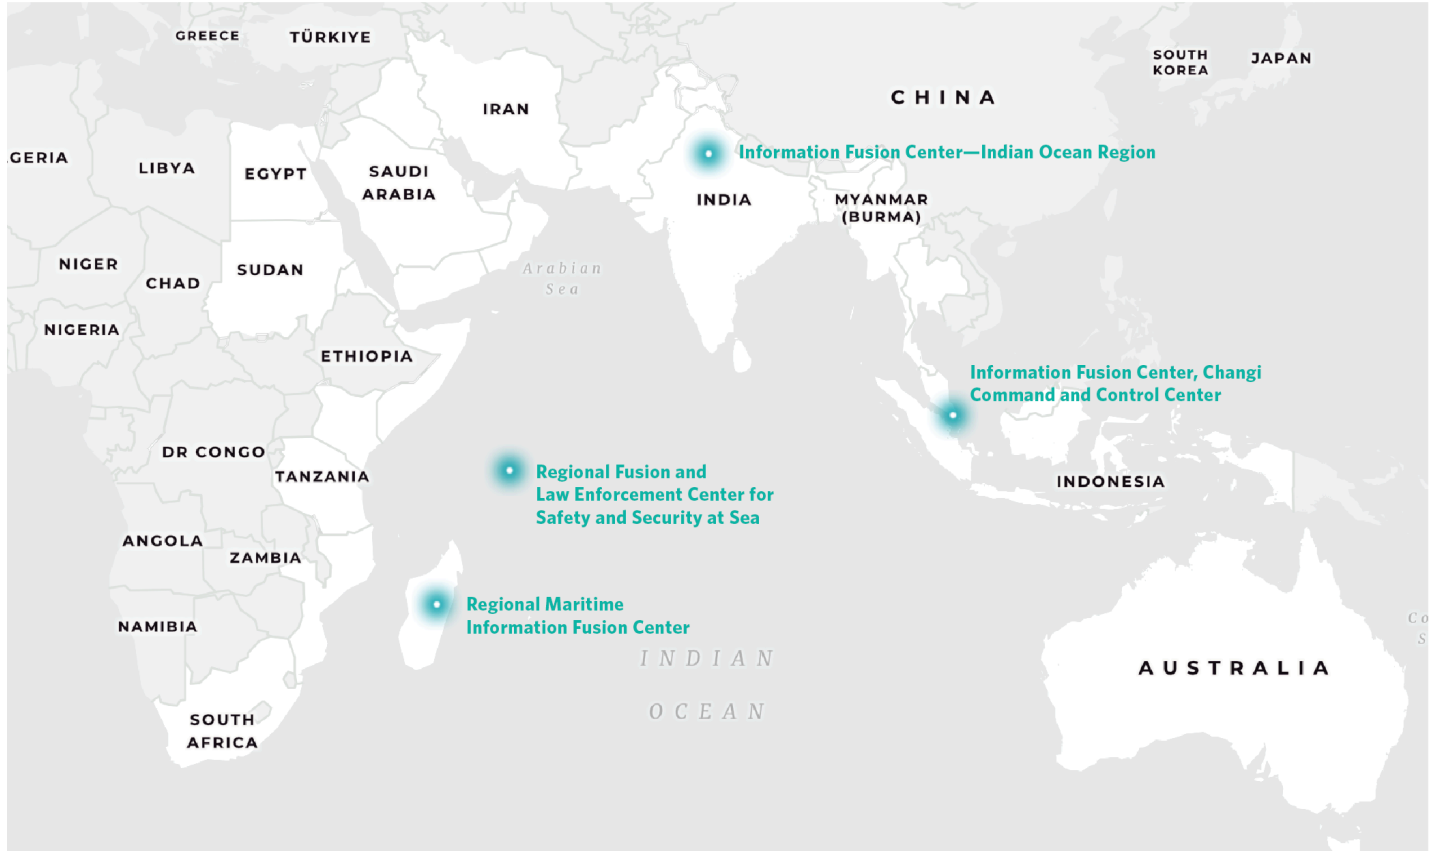 GREECE
TÜRKIYE
SOUTH
KOREA
JAPAN
CHINA
IRAN
GERIA
LIBYA
EGYPT
SAUDI
ARABIA
Information Fusion Center—Indian Ocean Region
INDIA
MYANMAR
(BURMA)
NIGER
CHAD
SUDAN
Arabian
Sea
NIGERIA
ETHIOPIA
Information Fusion Center, Changi
Command and Control Center
DR CONGO
TANZANIA
Regional Fusion and
Law Enforcement Center for
Safety and Security at Sea
INDONESIA
ANGOLA
ZAMBIA
NAMIBIA
Regional Maritime
Information Fusion Center
INDIAN
OCEAN
AUSTRALIA
Co
S
SOUTH
AFRICA